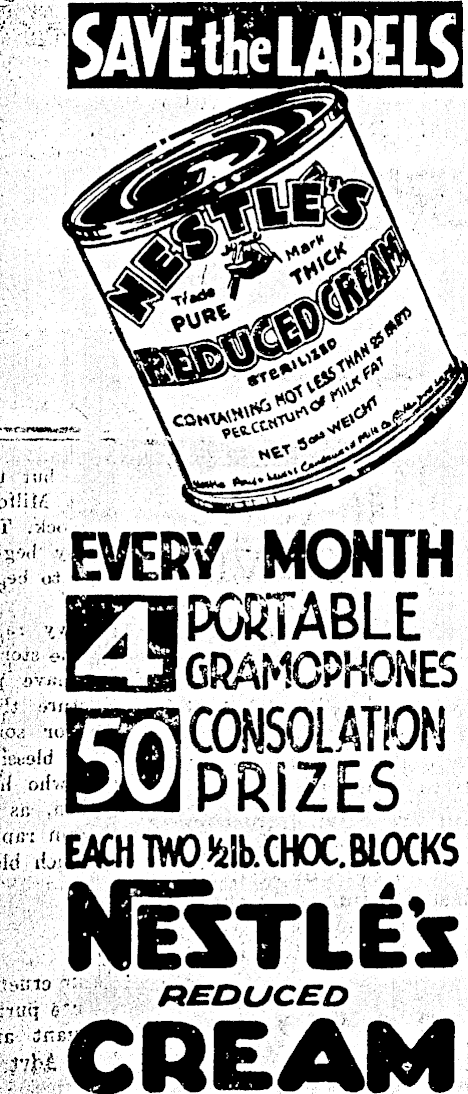 SAVE the LABELS
NESTLÉ'S
Trade Mark
PURE THICK
REDUCED CREAM
STERILIZED
CONTAINING NOT LESS THAN 25 PARTS
PER CENTUM OF MILK FAT
NET 5 ozs WEIGHT
EVERY MONTH
4 PORTABLE
GRAMOPHONES
50 CONSOLATION
PRIZES
EACH TWO ½lb. CHOC. BLOCKS
NESTLÉ'S
REDUCED
CREAM